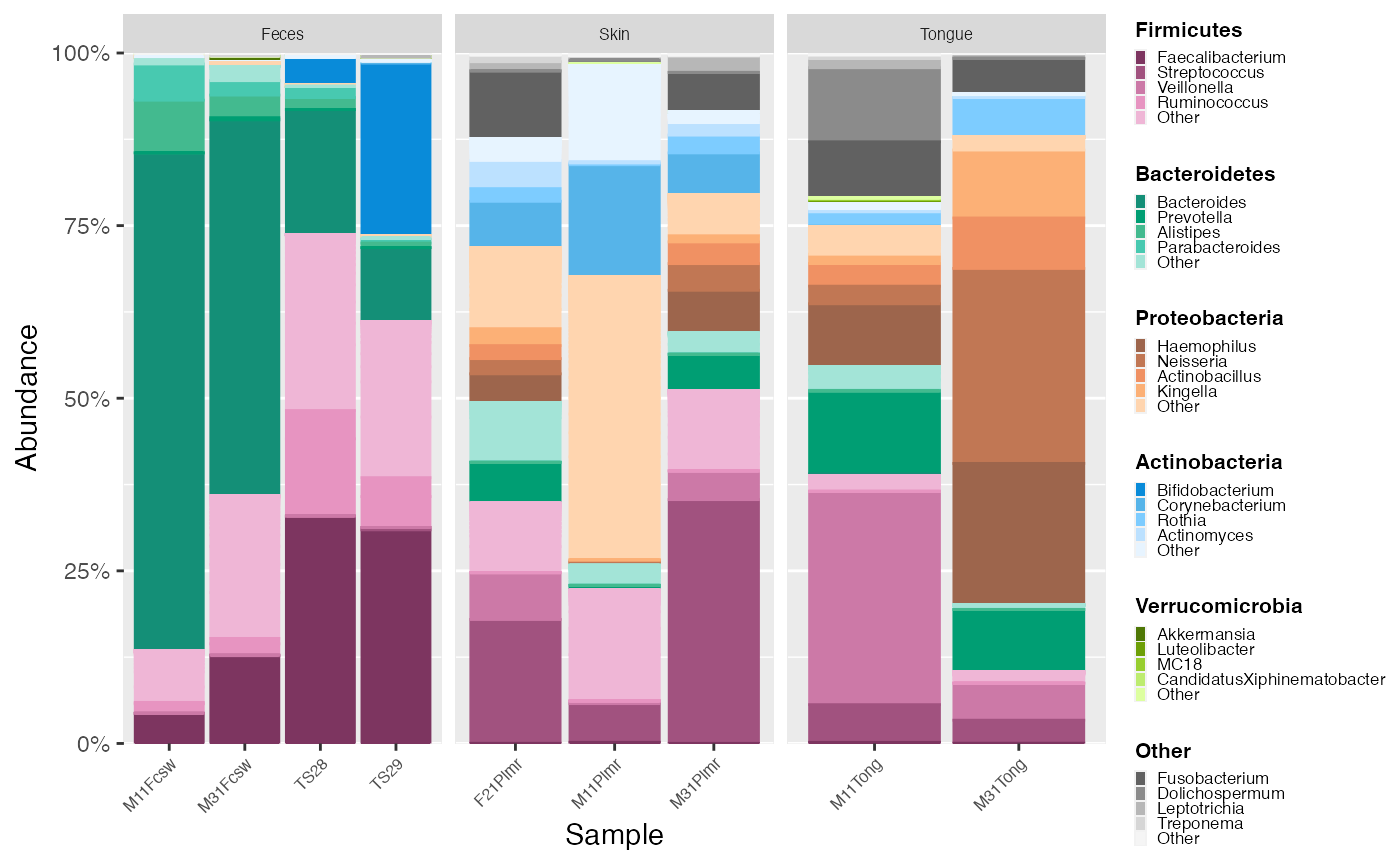 Feces
Skin
Tongue
Abundance
100%
75%
50%
25%
0%
M11Fcsw
M31Fcsw
TS28
TS29
F21Plmr
M11Plmr
M31Plmr
M11Tong
M31Tong
Sample
Firmicutes
Faecalibacterium
Streptococcus
Veillonella
Ruminococcus
Other
Bacteroidetes
Bacteroides
Prevotella
Alistipes
Parabacteroides
Other
Proteobacteria
Haemophilus
Neisseria
Actinobacillus
Kingella
Other
Actinobacteria
Bifidobacterium
Corynebacterium
Rothia
Actinomyces
Other
Verrucomicrobia
Akkermansia
Luteolibacter
MC18
CandidatusXiphinematobacter
Other
Other
Fusobacterium
Dolichospermum
Leptotrichia
Treponema
Other